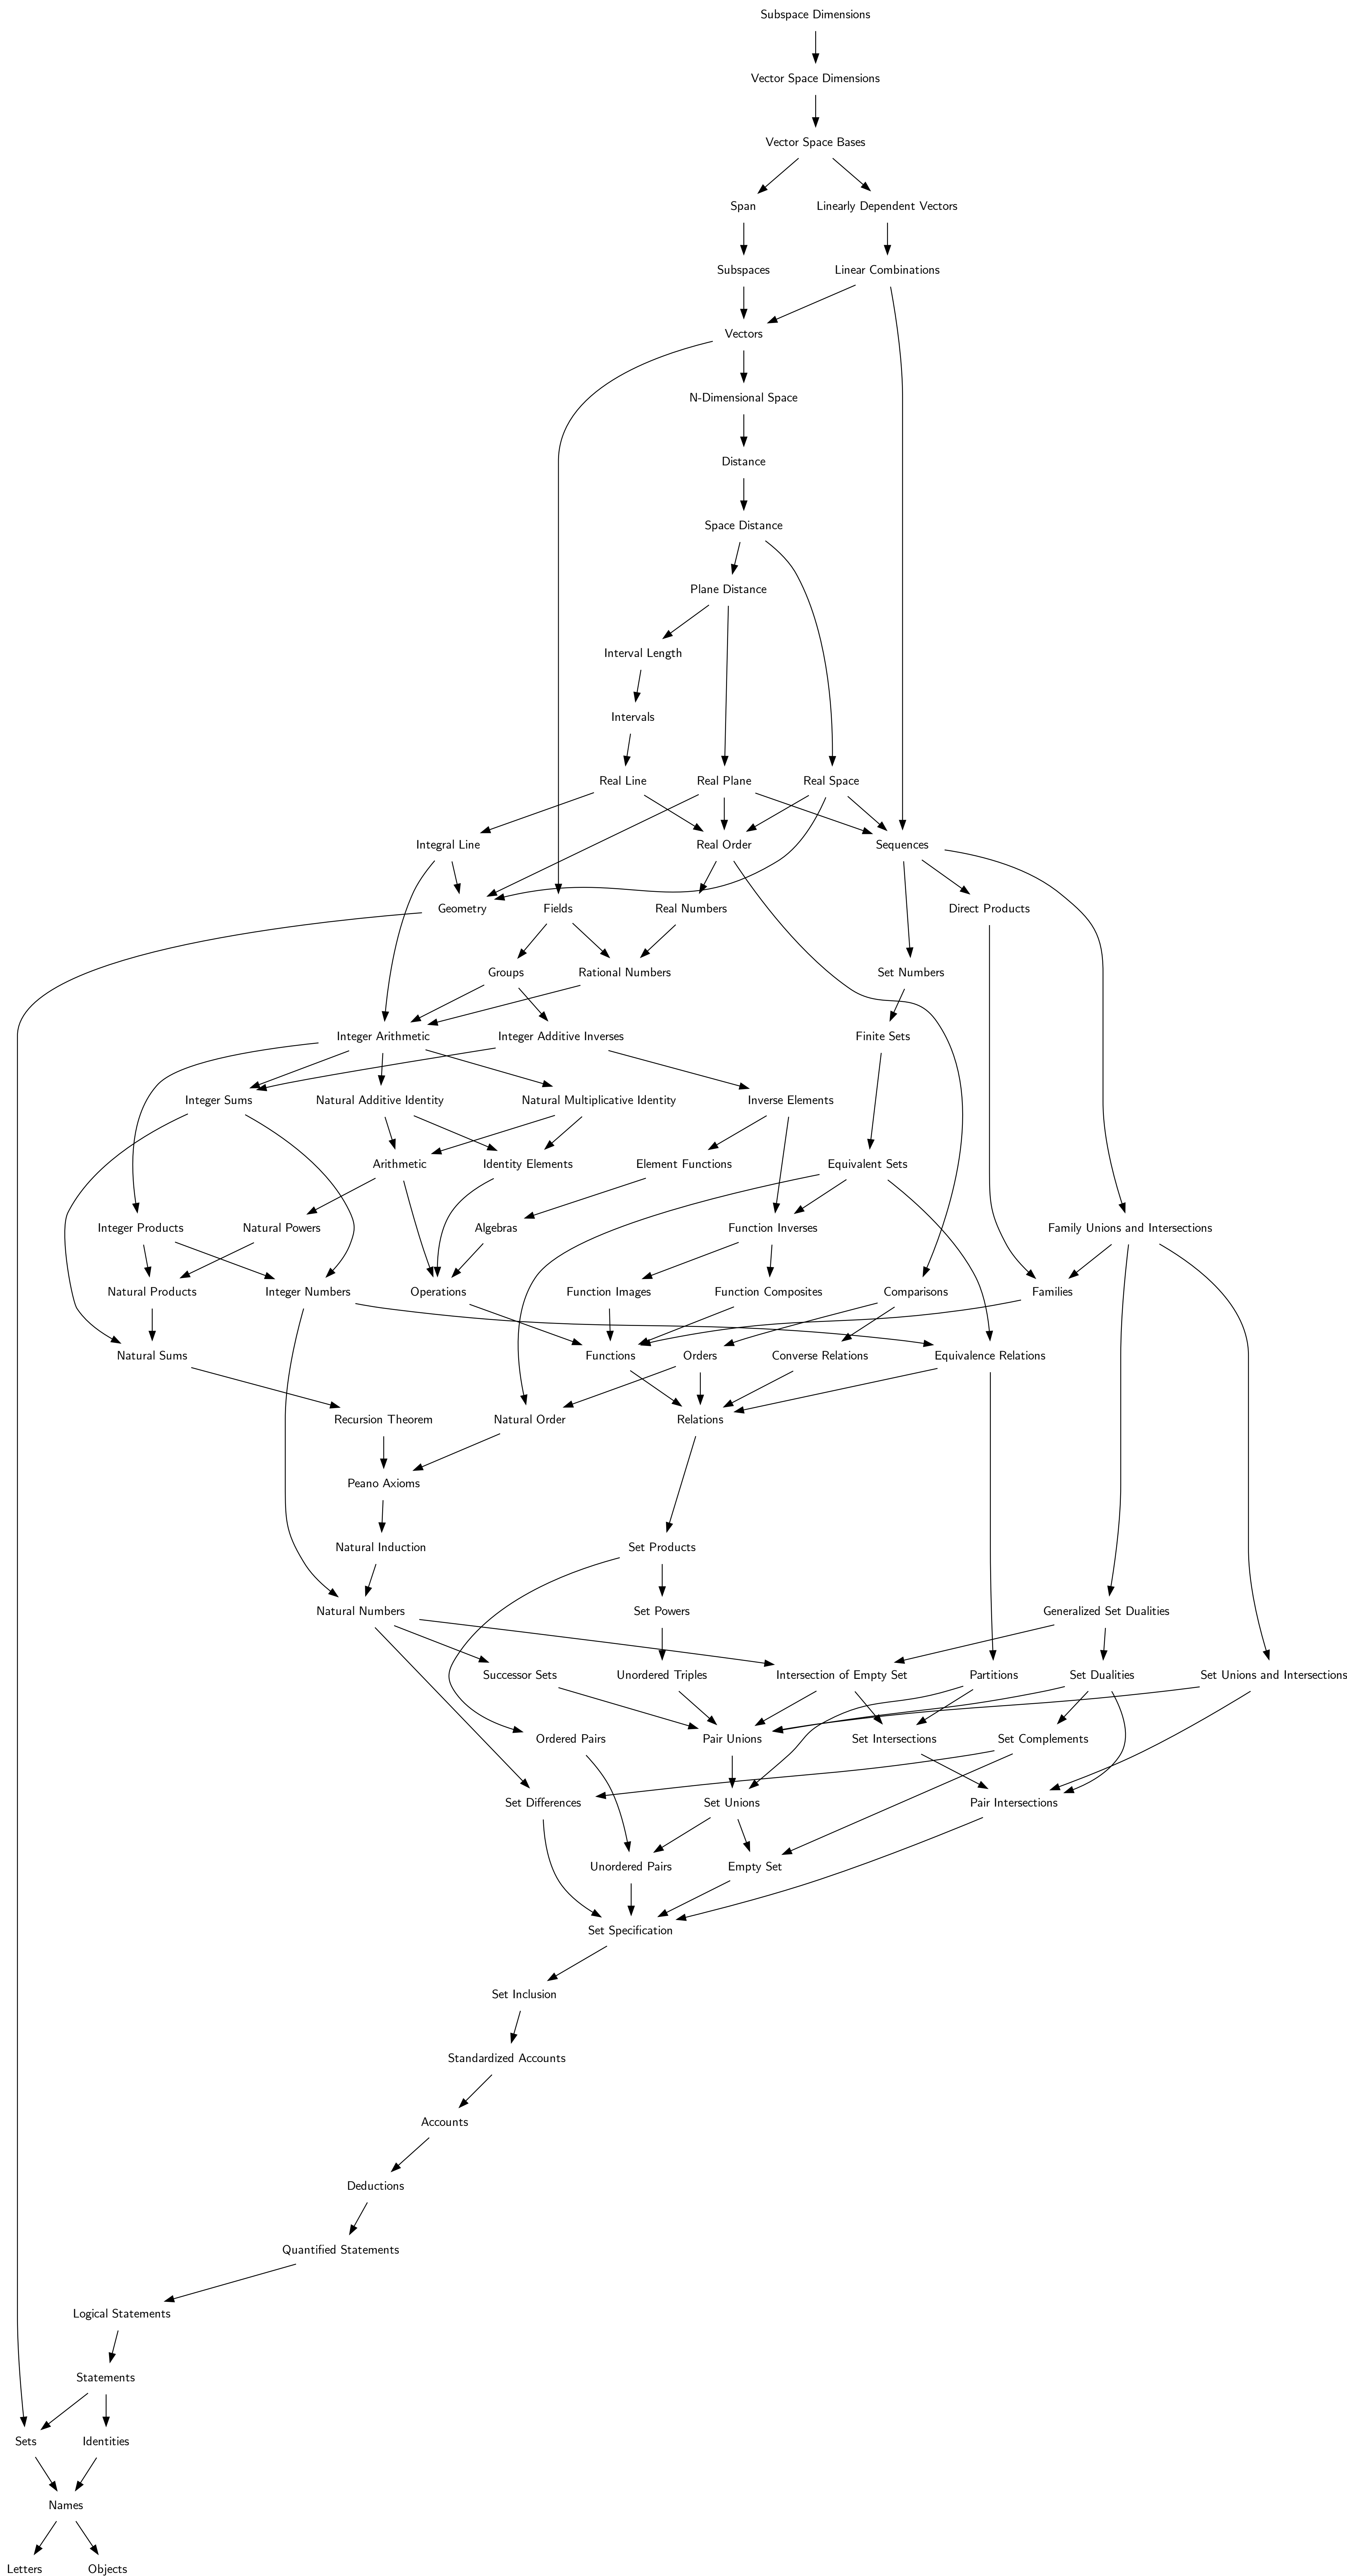 Subspace Dimensions
Vector Space Dimensions
Vector Space Bases
Span
Linearly Dependent Vectors
Subspaces
Linear Combinations
Vectors
N-Dimensional Space
Distance
Space Distance
Plane Distance
Interval Length
Intervals
Real Line
Real Plane
Real Space
Integral Line
Real Order
Sequences
Geometry
Fields
Real Numbers
Direct Products
Groups
Rational Numbers
Set Numbers
Integer Arithmetic
Integer Additive Inverses
Finite Sets
Integer Sums
Natural Additive Identity
Natural Multiplicative Identity
Inverse Elements
Arithmetic
Identity Elements
Element Functions
Equivalent Sets
Integer Products
Natural Powers
Algebras
Function Inverses
Family Unions and Intersections
Natural Products
Integer Numbers
Operations
Function Images
Function Composites
Comparisons
Families
Natural Sums
Functions
Orders
Converse Relations
Equivalence Relations
Recursion Theorem
Natural Order
Relations
Peano Axioms
Natural Induction
Set Products
Natural Numbers
Set Powers
Generalized Set Dualities
Successor Sets
Unordered Triples
Intersection of Empty Set
Partitions
Set Dualities
Set Unions and Intersections
Ordered Pairs
Pair Unions
Set Intersections
Set Complements
Set Differences
Set Unions
Pair Intersections
Unordered Pairs
Empty Set
Set Specification
Set Inclusion
Standardized Accounts
Accounts
Deductions
Quantified Statements
Logical Statements
Statements
Sets
Identities
Names
Letters
Objects